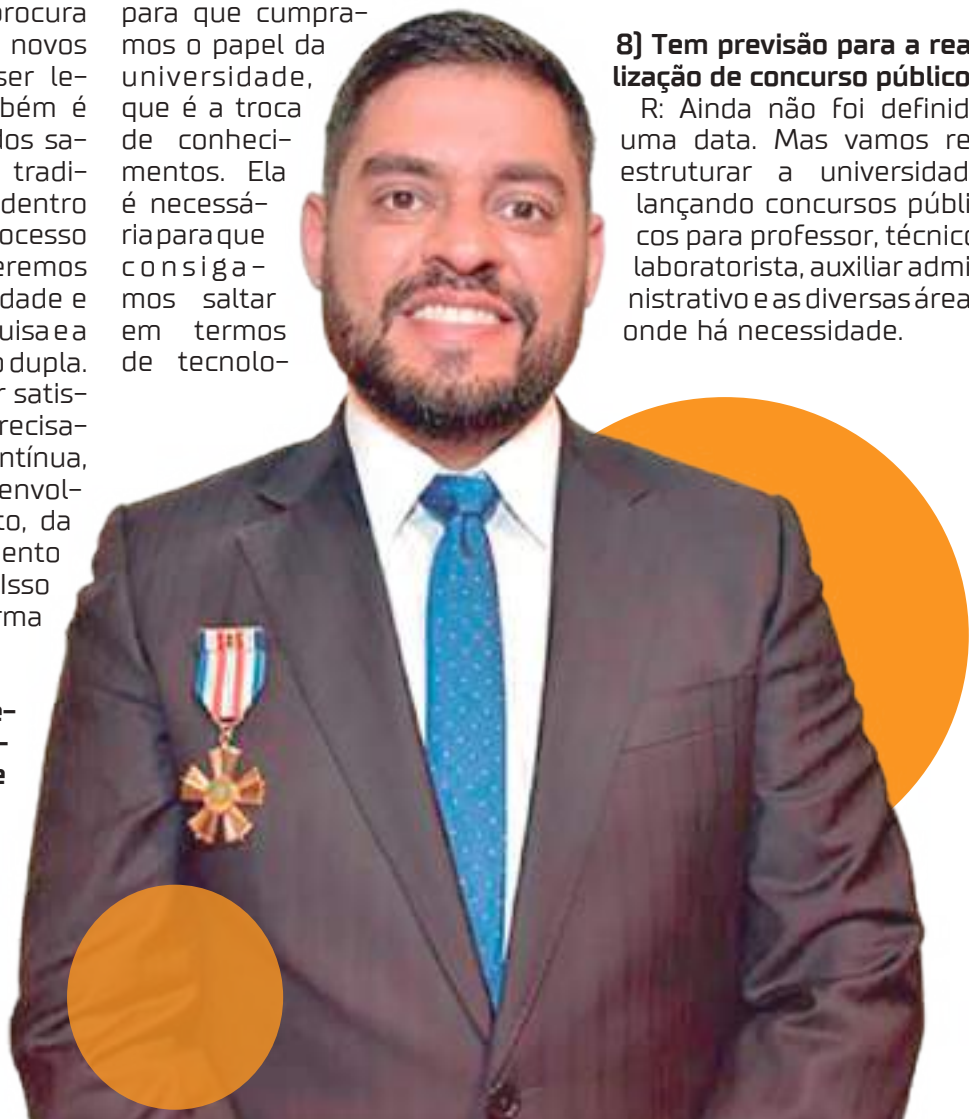 procura
novos
ser le-
bém é
dos sa-
tradi-
dentro
ocesso
eremos
dade e
uisa e a
o dupla.
r satis-
recisa-
ntínua,
envol-
to, da
ento
Isso
rma
e-
-
e
para que cumpra-
mos o papel da
universidade,
que é a troca
de conheci-
mentos. Ela
é necessá-
ria para que
consiga-
mos saltar
em termos
de tecnolo-
8) Tem previsão para a rea
lização de concurso público
R: Ainda não foi definid
uma data. Mas vamos re
estruturar a universidad
lançando concursos públi
cos para professor, técnico
laboratorista, auxiliar admi
nistrativo e as diversas área
onde há necessidade.